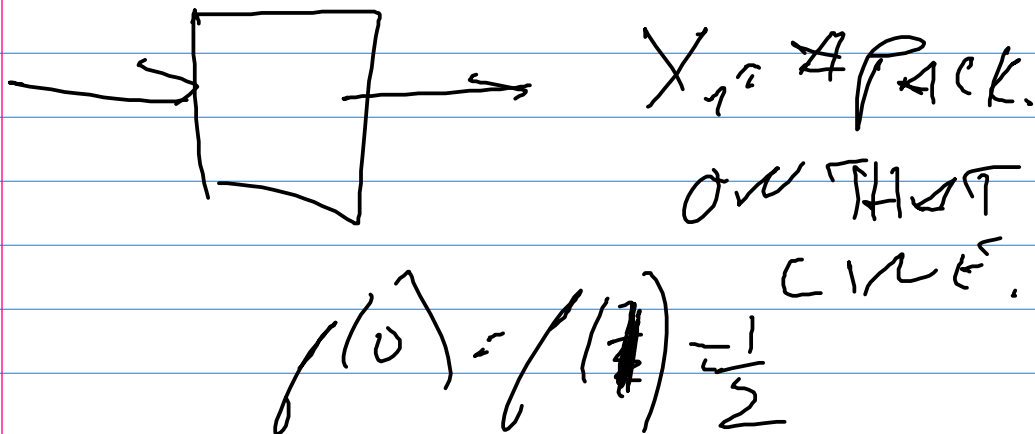 X₁ = # PACK.
ON THAT
LINE.
p(0) = p(1) = 1/2